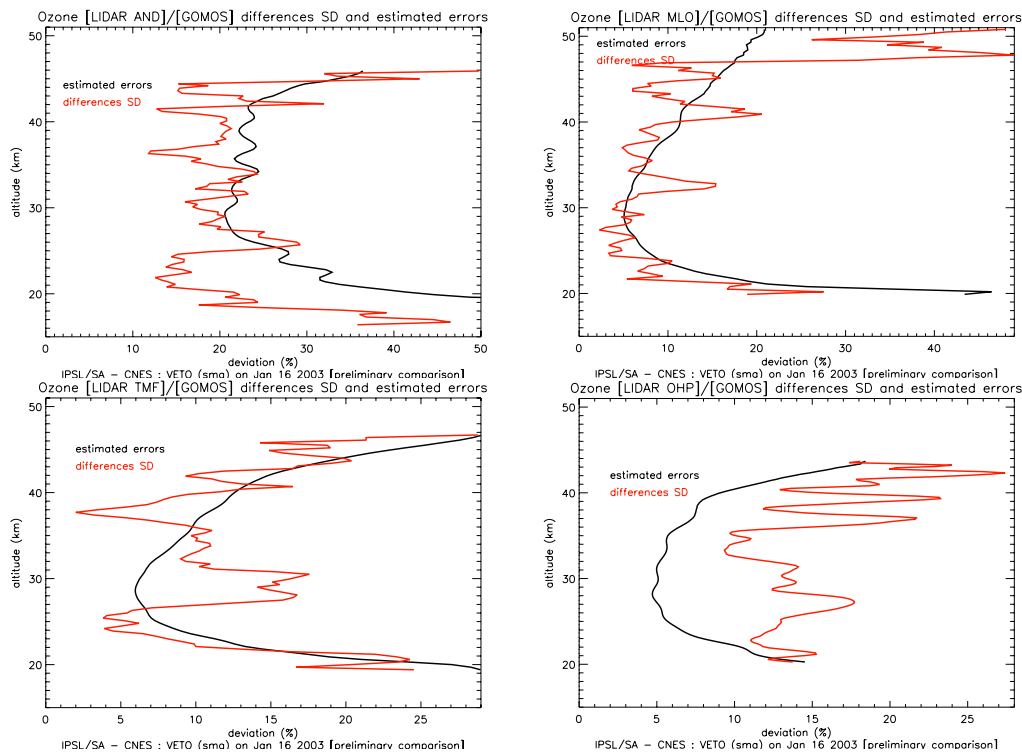 Ozone [LIDAR AND]/[GOMOS] differences SD and estimated errors
50
40
30
20
altitude (km)
estimated errors
differences SD
0 10 20 30 40 50
deviation (%)
IPSL/SA - CNES : VETO (sma) on Jan 16 2003 [preliminary comparison]
Ozone [LIDAR MLO]/[GOMOS] differences SD and estimated errors
50
40
30
20
altitude (km)
estimated errors
differences SD
0 10 20 30 40
deviation (%)
IPSL/SA - CNES : VETO (sma) on Jan 16 2003 [preliminary comparison]
Ozone [LIDAR TMF]/[GOMOS] differences SD and estimated errors
50
40
30
20
altitude (km)
estimated errors
differences SD
0 5 10 15 20 25
deviation (%)
IPSL/SA - CNES : VETO (sma) on Jan 16 2003 [preliminary comparison]
Ozone [LIDAR OHP]/[GOMOS] differences SD and estimated errors
50
40
30
20
altitude (km)
estimated errors
differences SD
0 5 10 15 20 25
deviation (%)
IPSL/SA - CNES : VETO (sma) on Jan 16 2003 [preliminary comparison]